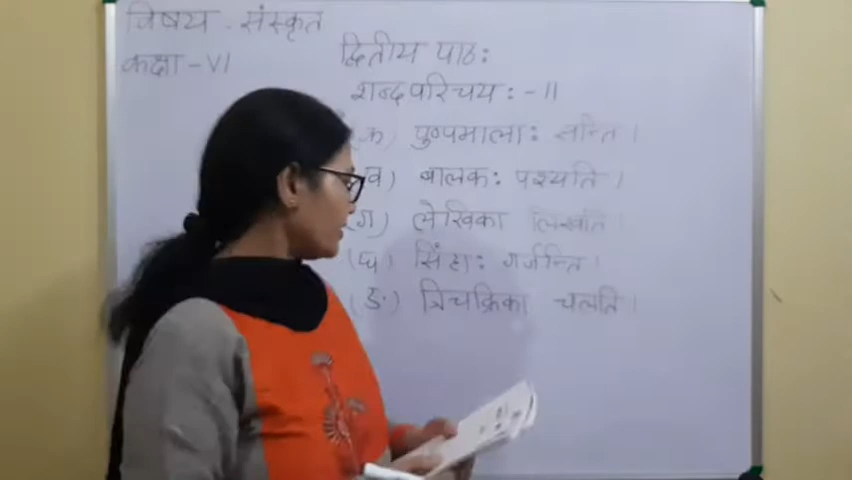 विषय - संस्कृत
कक्षा - VI
द्वितीय पाठ:
शब्दपरिचय: - II
(क) पुष्पमाला: सन्ति।
(ख) बालक: पश्यति।
(ग) लेखिका लिखति।
(घ) सिंहा: गर्जन्ति।
(ङ) त्रिचक्रिका चलति।